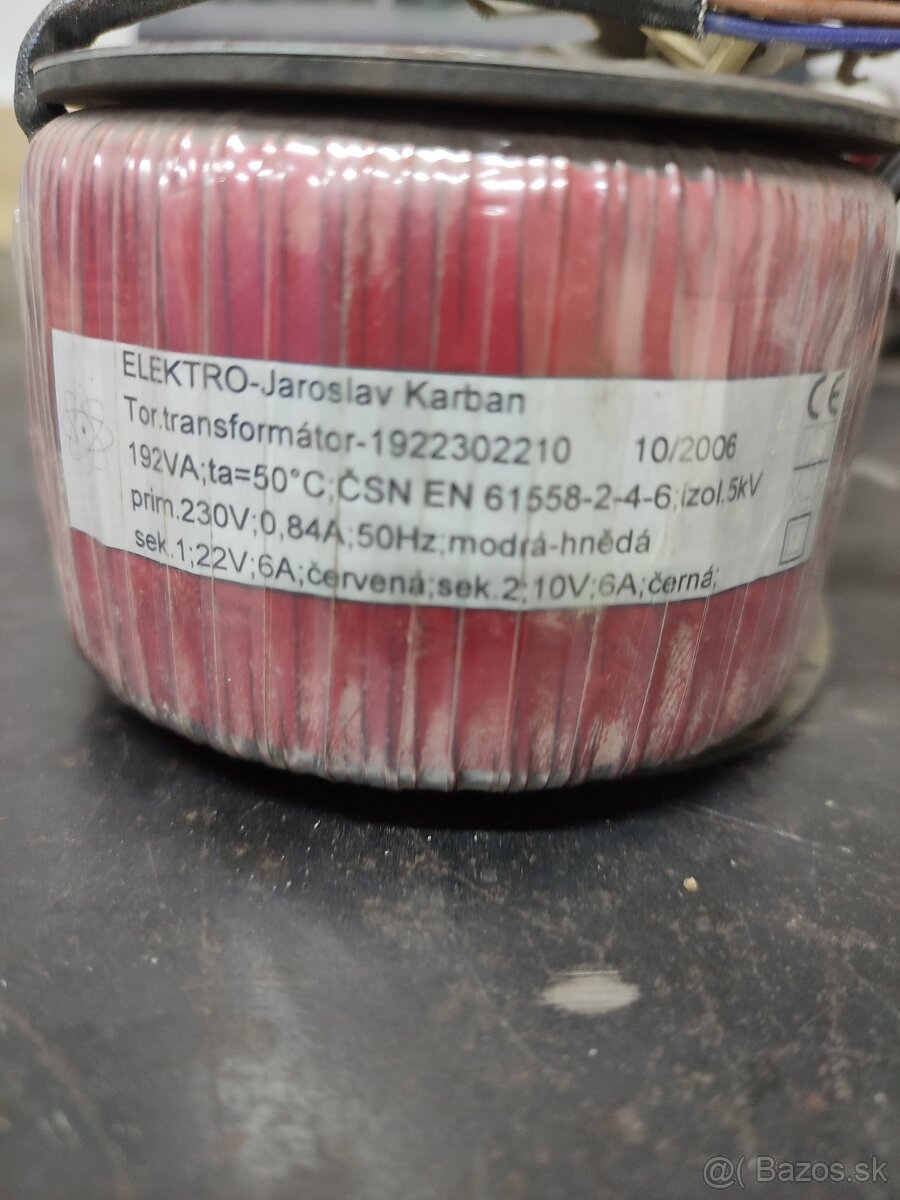 ELEKTRO-Jaroslav Karban
Tor.transformátor-1922302210 10/2006
192VA;ta=50°C;ČSN EN 61558-2-4-6;izol.5kV
prim.230V;0,84A;50Hz;modrá-hnědá
sek.1;22V;6A;červená;sek.2;10V;6A;černá;
CE
@( Bazos.sk